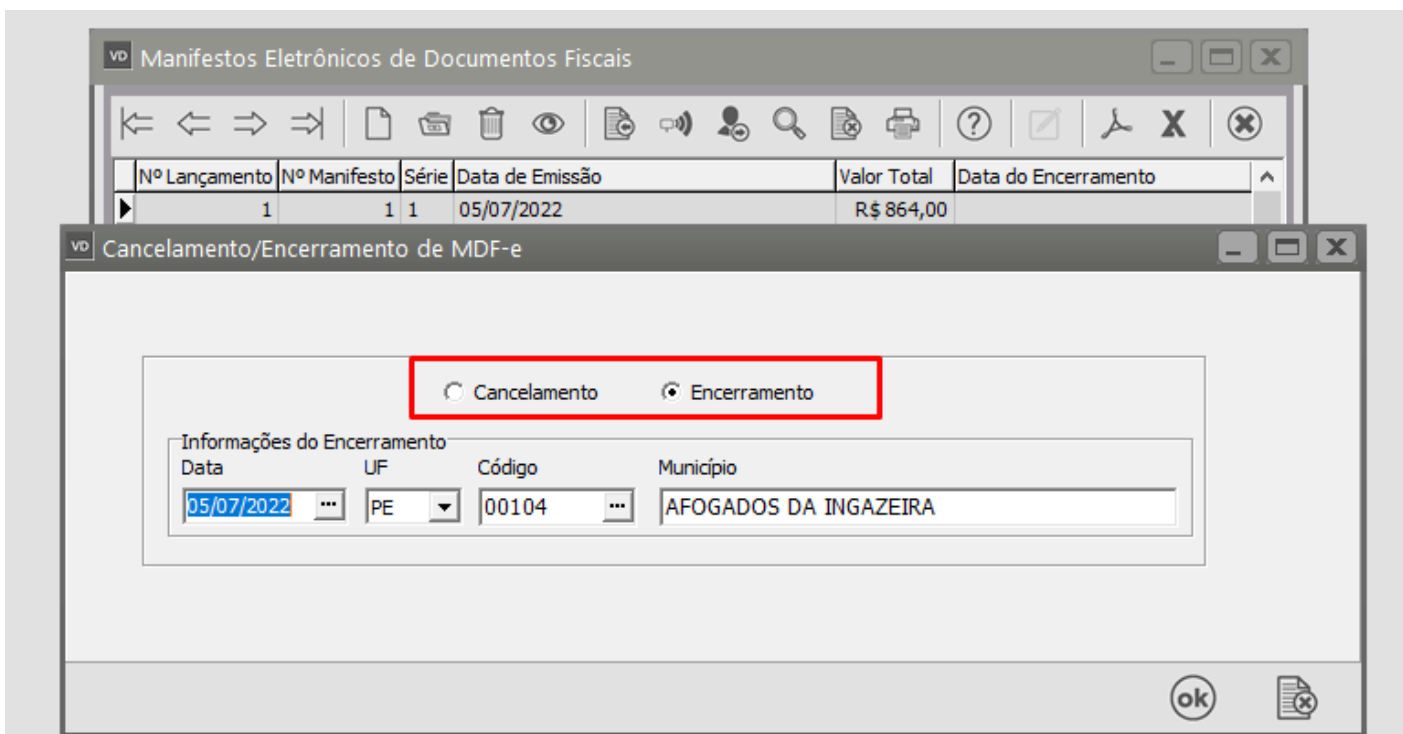 VD Manifestos Eletrônicos de Documentos Fiscais
Nº Lançamento Nº Manifesto Série Data de Emissão Valor Total Data do Encerramento
1 1 1 05/07/2022 R$ 864,00
VD Cancelamento/Encerramento de MDF-e
Cancelamento Encerramento
Informações do Encerramento
Data UF Código Município
05/07/2022 ... PE 00104 ... AFOGADOS DA INGAZEIRA
ok